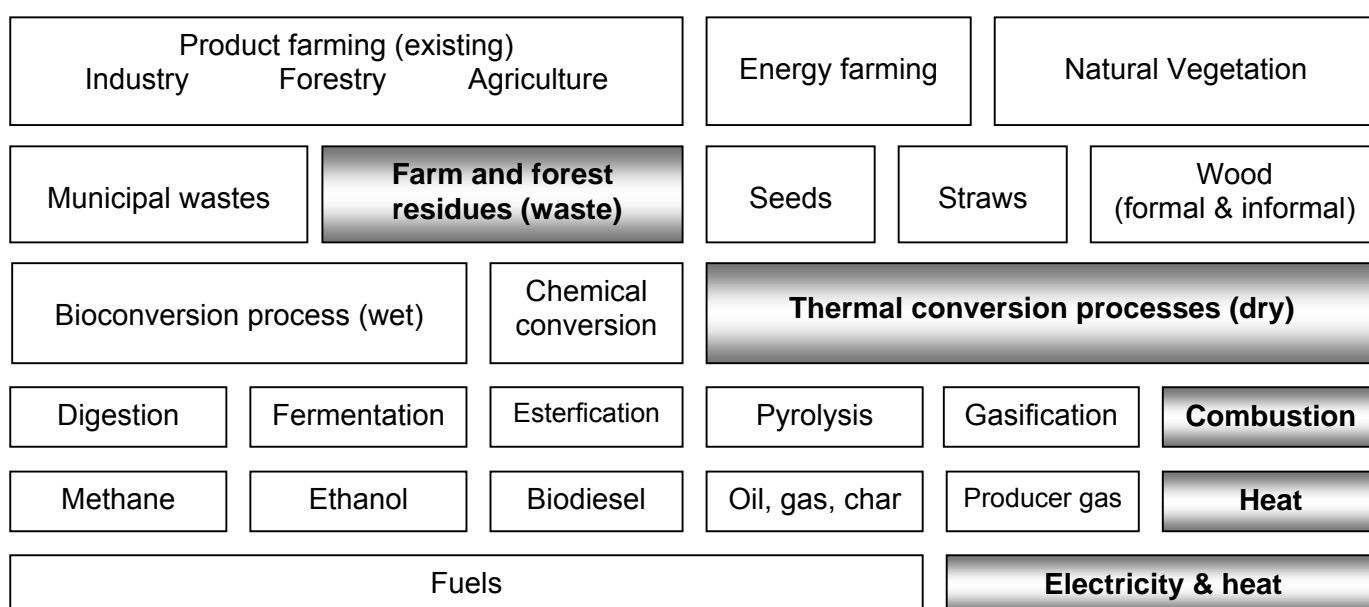 Product farming (existing)
Industry Forestry Agriculture
Energy farming
Natural Vegetation
Municipal wastes
Farm and forest
residues (waste)
Seeds
Straws
Wood
(formal & informal)
Bioconversion process (wet)
Chemical
conversion
Thermal conversion processes (dry)
Digestion
Fermentation
Esterfication
Pyrolysis
Gasification
Combustion
Methane
Ethanol
Biodiesel
Oil, gas, char
Producer gas
Heat
Fuels
Electricity & heat